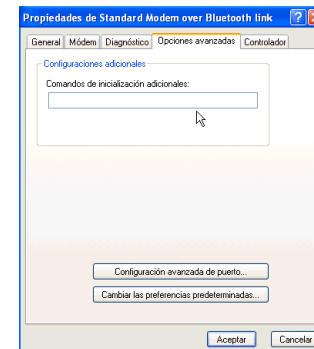 Propiedades de Standard Modem over Bluetooth link
General Módem Diagnóstico Opciones avanzadas Controlador
Configuraciones adicionales
Comandos de inicialización adicionales:
Configuración avanzada de puerto...
Cambiar las preferencias predeterminadas...
Aceptar Cancelar